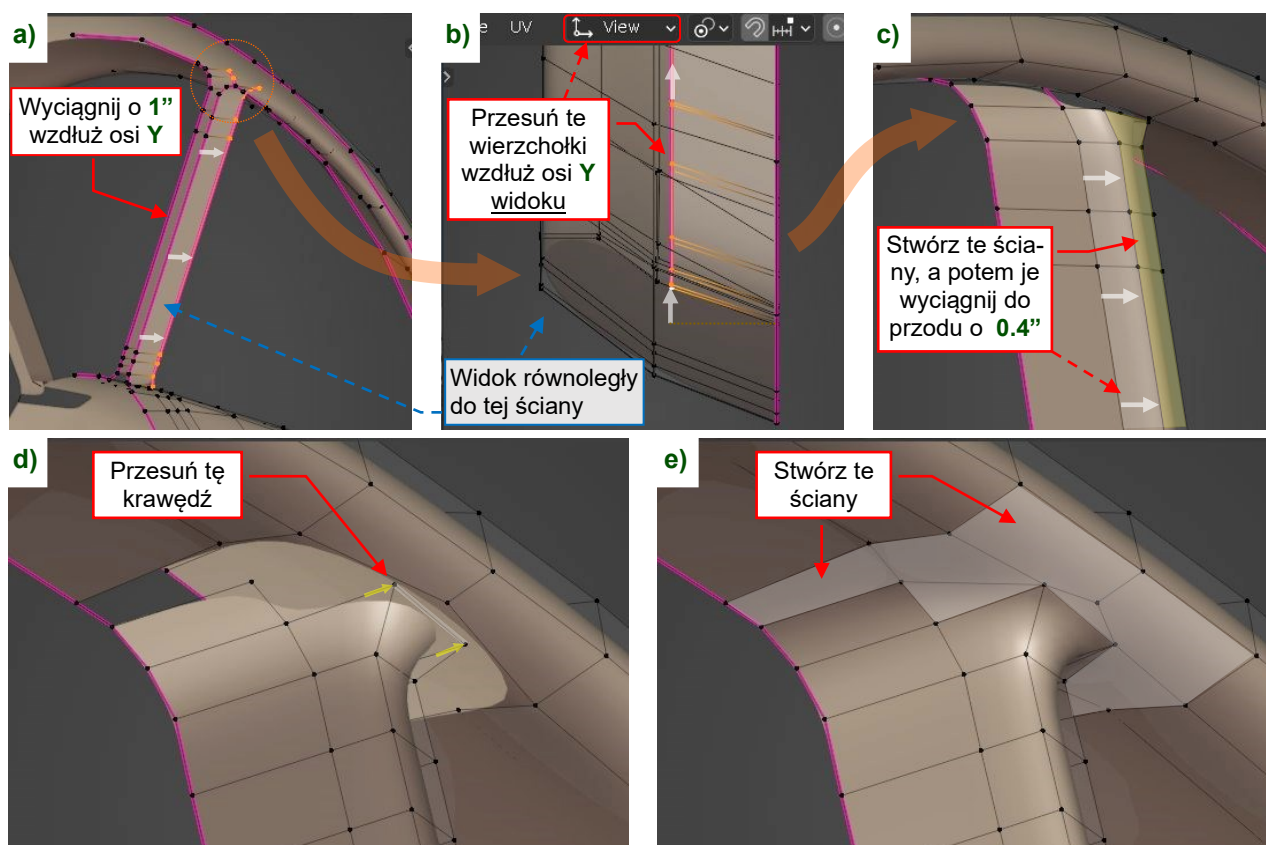 a)
Wyciągnij o 1”
wzdłuż osi Y
b)
e UV View
Przesuń te
wierzchołki
wzdłuż osi Y
widoku
Widok równoległy
do tej ściany
c)
Stwórz te ścia-
ny, a potem je
wyciągnij do
przodu o 0.4”
d)
Przesuń tę
krawędź
e)
Stwórz te
ściany